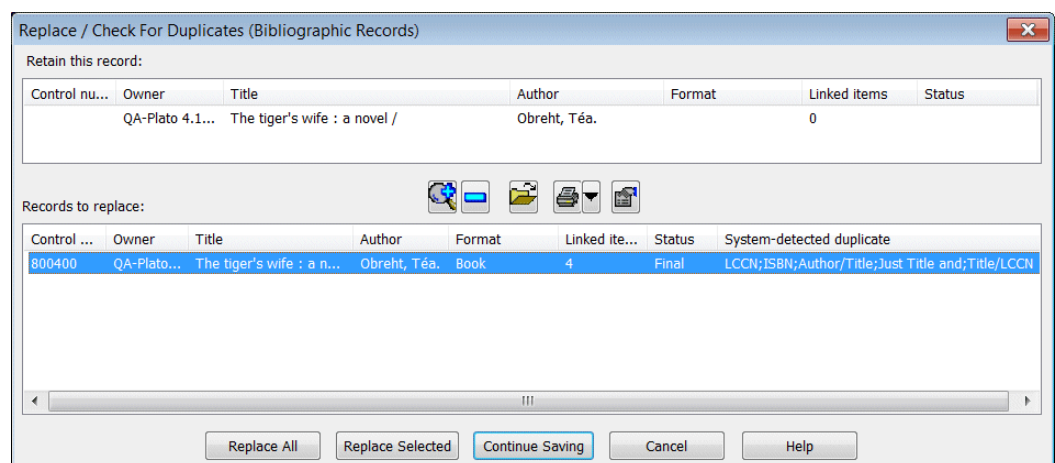 Replace / Check For Duplicates (Bibliographic Records)
Retain this record:
Control nu... Owner Title Author Format Linked items Status
QA-Plato 4.1... The tiger's wife : a novel / Obreht, Téa. 0
Records to replace:
Control ... Owner Title Author Format Linked ite... Status System-detected duplicate
800400 QA-Plato... The tiger's wife : a n... Obreht, Téa. Book 4 Final LCCN;ISBN;Author/Title;Just Title and;Title/LCCN
Replace All Replace Selected Continue Saving Cancel Help